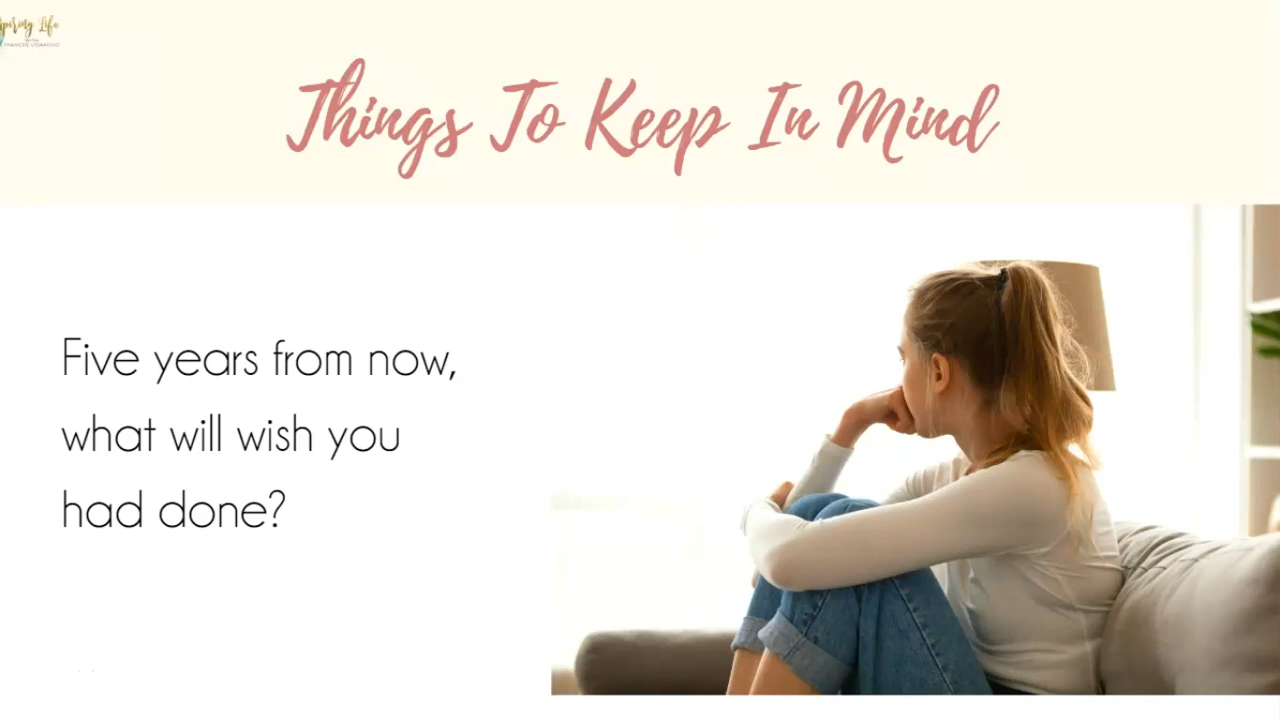 Things To Keep In Mind
Five years from now,
what will wish you
had done?